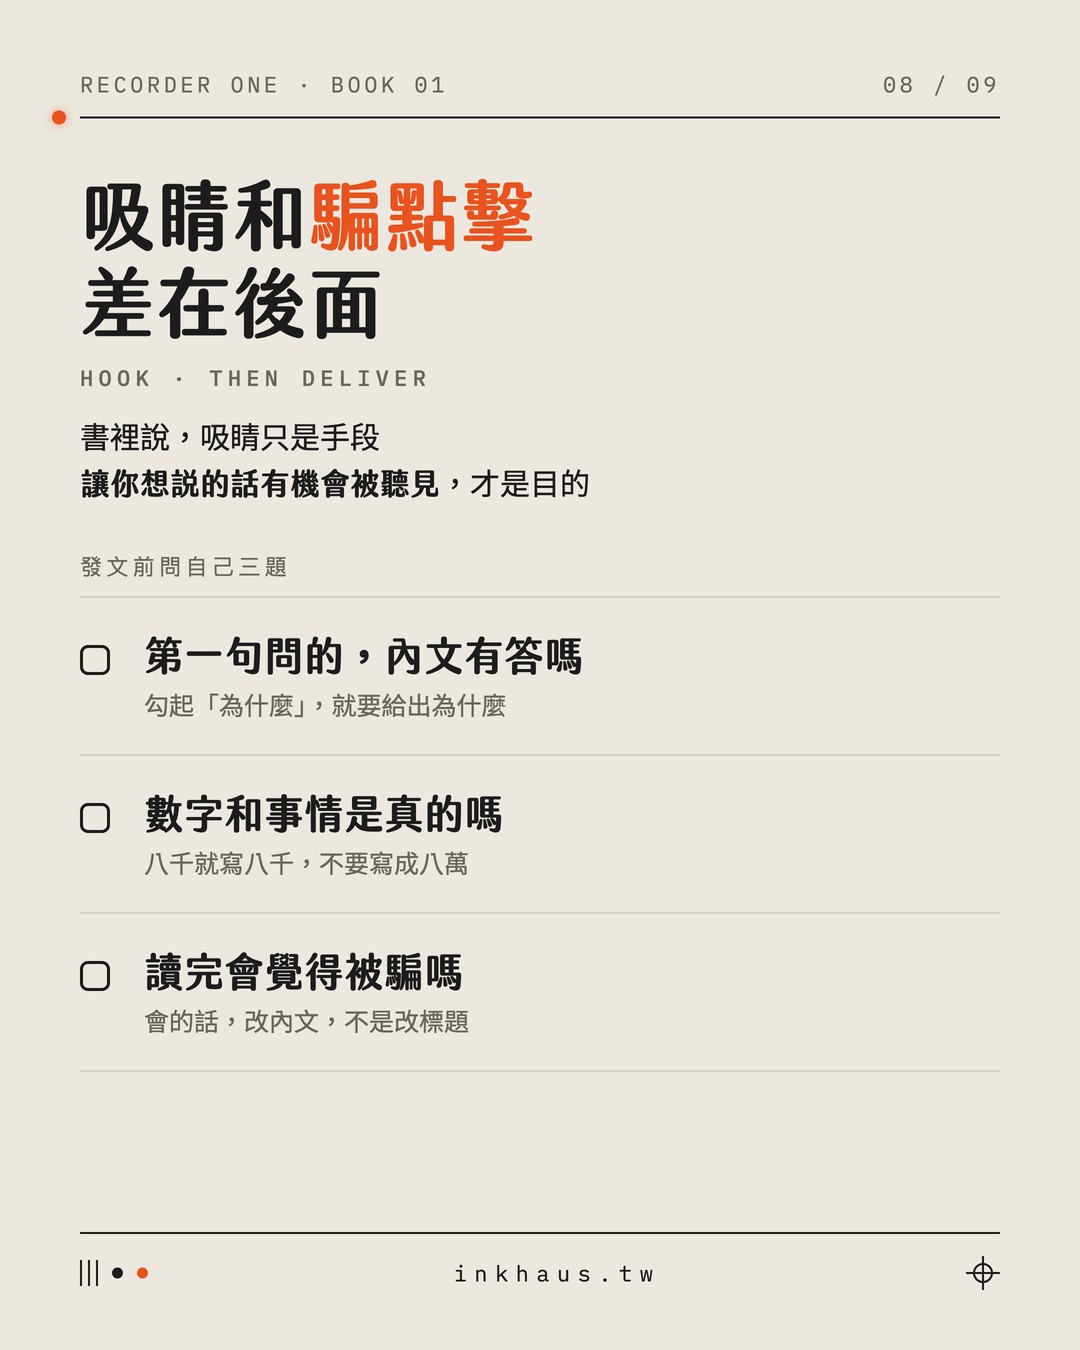 RECORDER ONE · BOOK 01
08 / 09
吸睛和騙點擊
差在後面
HOOK · THEN DELIVER
書裡說，吸睛只是手段
讓你想説的話有機會被聽見，才是目的
發文前問自己三題
第一句問的，內文有答嗎
勾起「為什麼」，就要給出為什麼
數字和事情是真的嗎
八千就寫八千，不要寫成八萬
讀完會覺得被騙嗎
會的話，改內文，不是改標題
inkhaus.tw